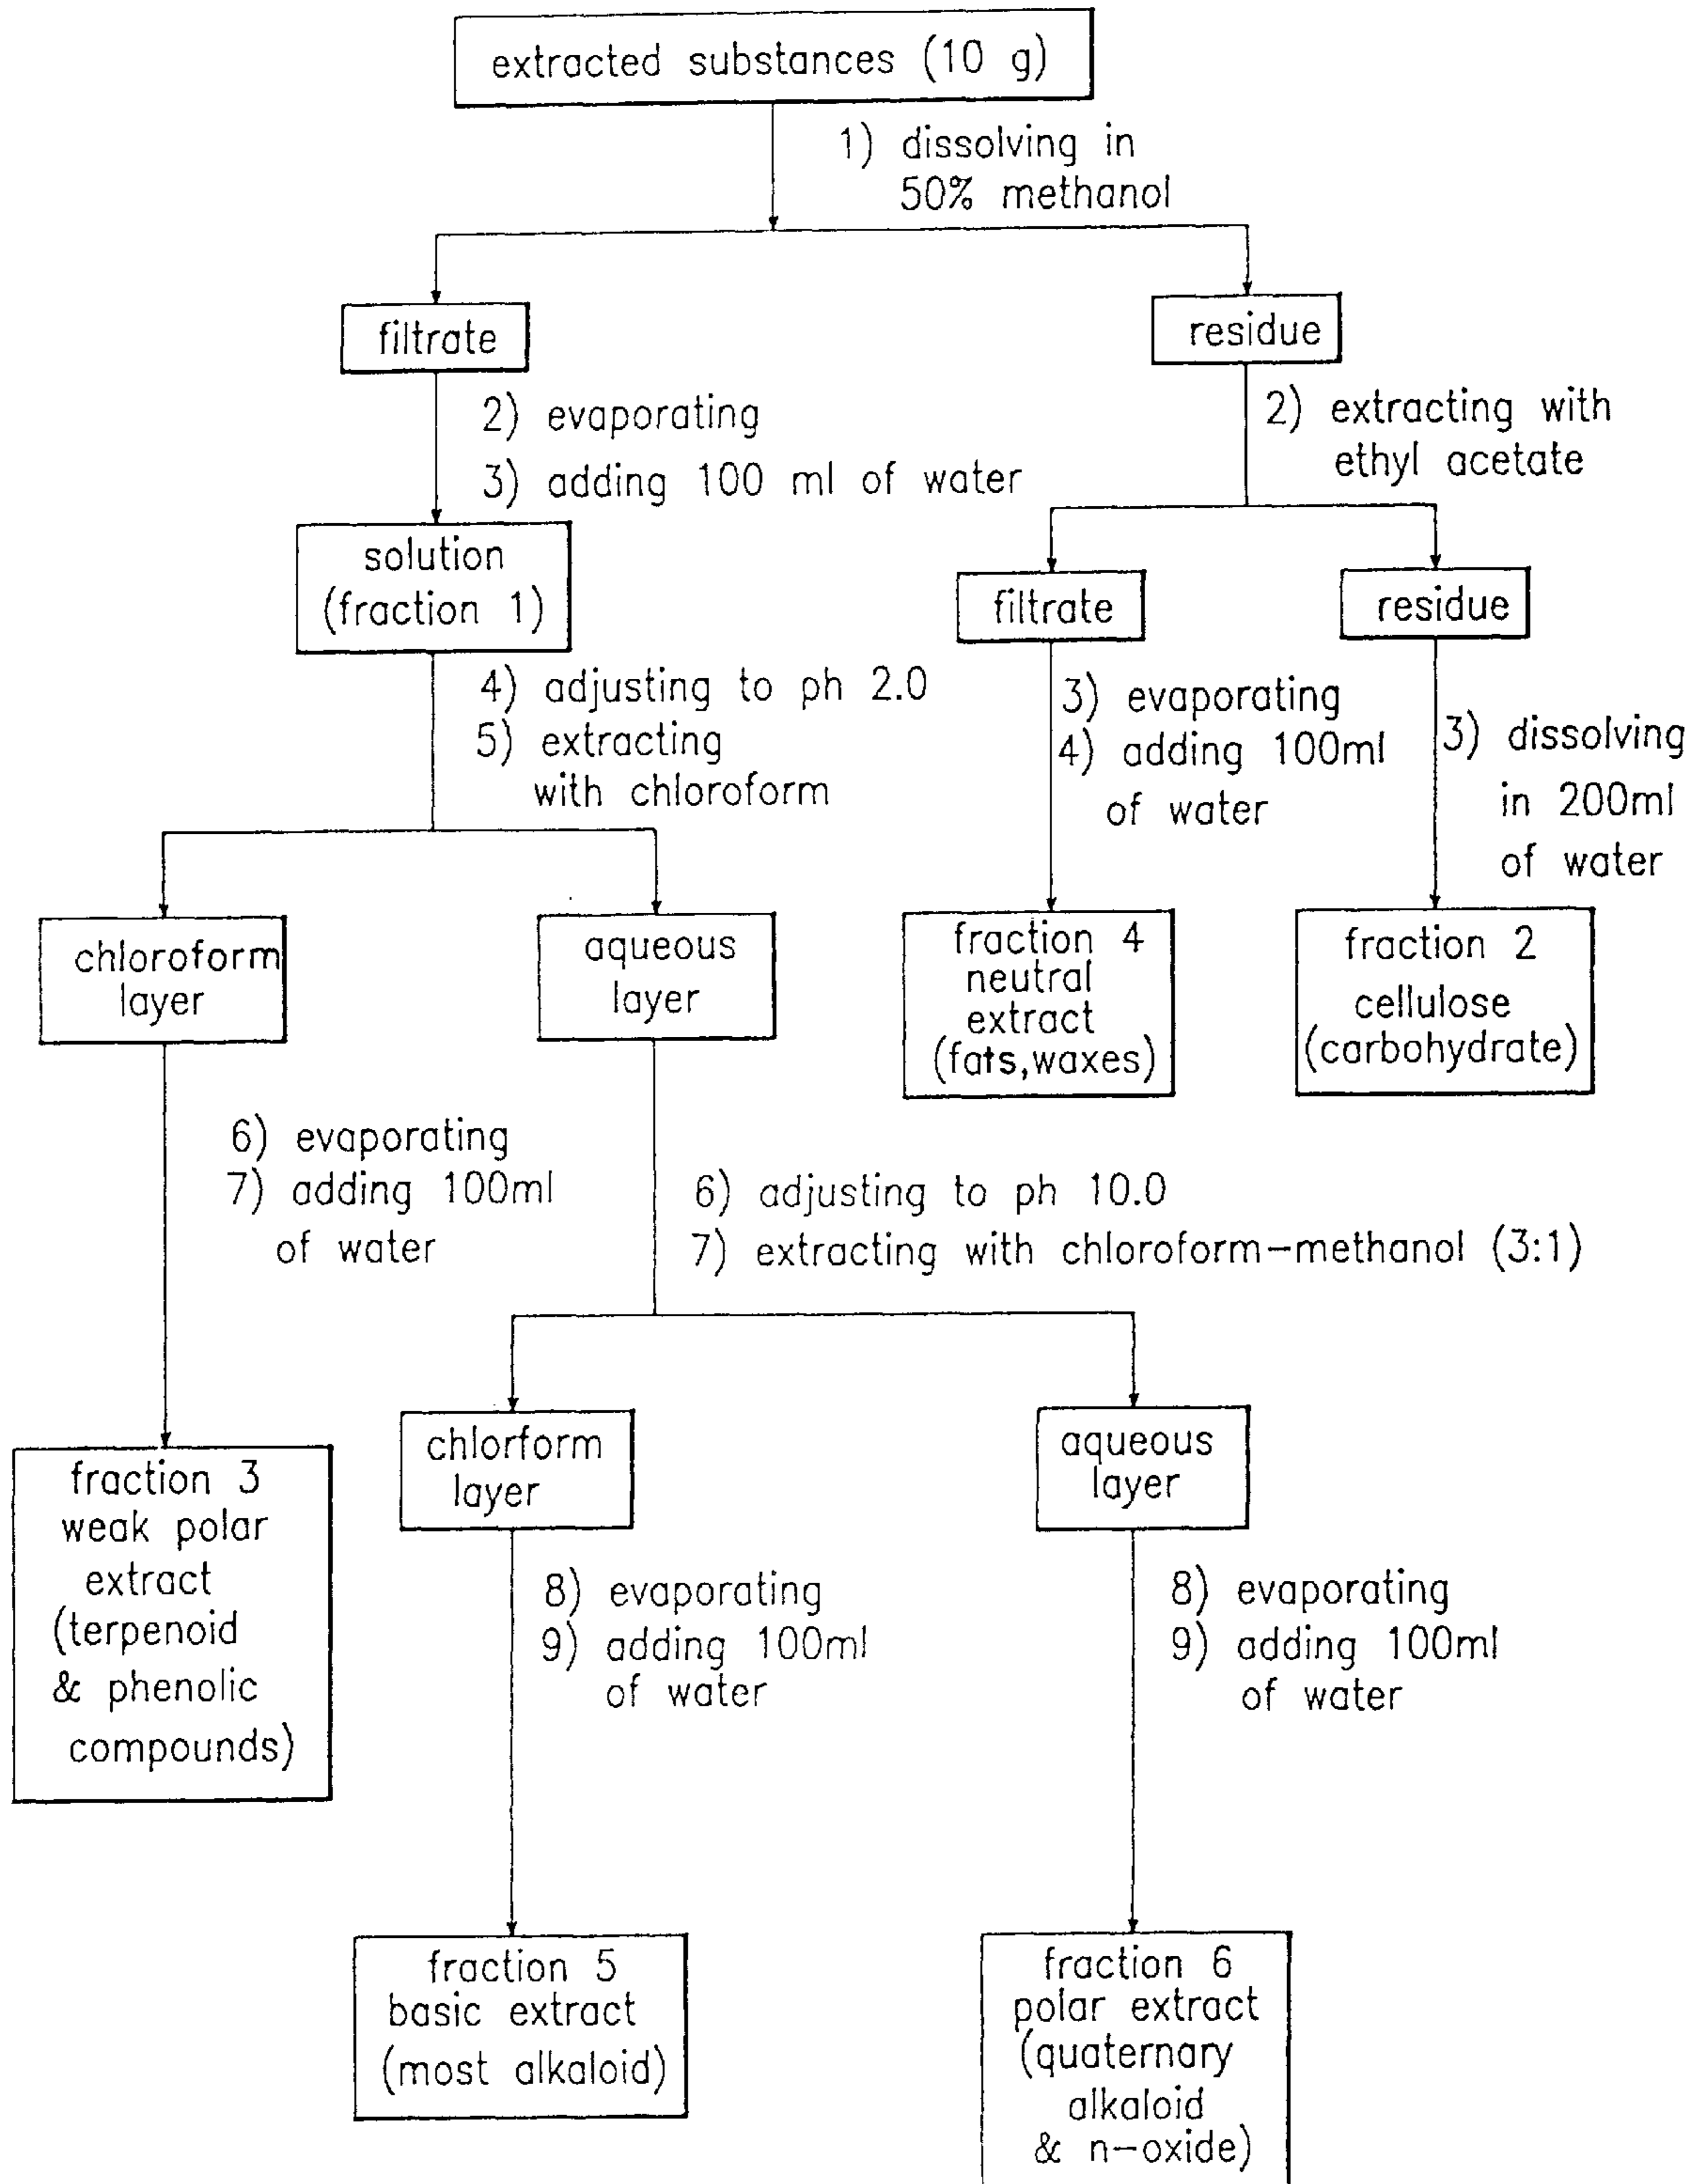 extracted substances (10 g)
1) dissolving in
50% methanol
filtrate
residue
2) evaporating
3) adding 100 ml of water
2) extracting with
ethyl acetate
solution
(fraction 1)
filtrate
residue
4) adjusting to ph 2.0
5) extracting
with chloroform
3) evaporating
4) adding 100ml
of water
3) dissolving
in 200ml
of water
chloroform
layer
aqueous
layer
fraction 4
neutral
extract
(fats,waxes)
fraction 2
cellulose
(carbohydrate)
6) evaporating
7) adding 100ml
of water
6) adjusting to ph 10.0
7) extracting with chloroform-methanol (3:1)
chlorform
layer
aqueous
layer
fraction 3
weak polar
extract
(terpenoid
& phenolic
compounds)
8) evaporating
9) adding 100ml
of water
8) evaporating
9) adding 100ml
of water
fraction 5
basic extract
(most alkaloid)
fraction 6
polar extract
(quaternary
alkaloid
& n-oxide)